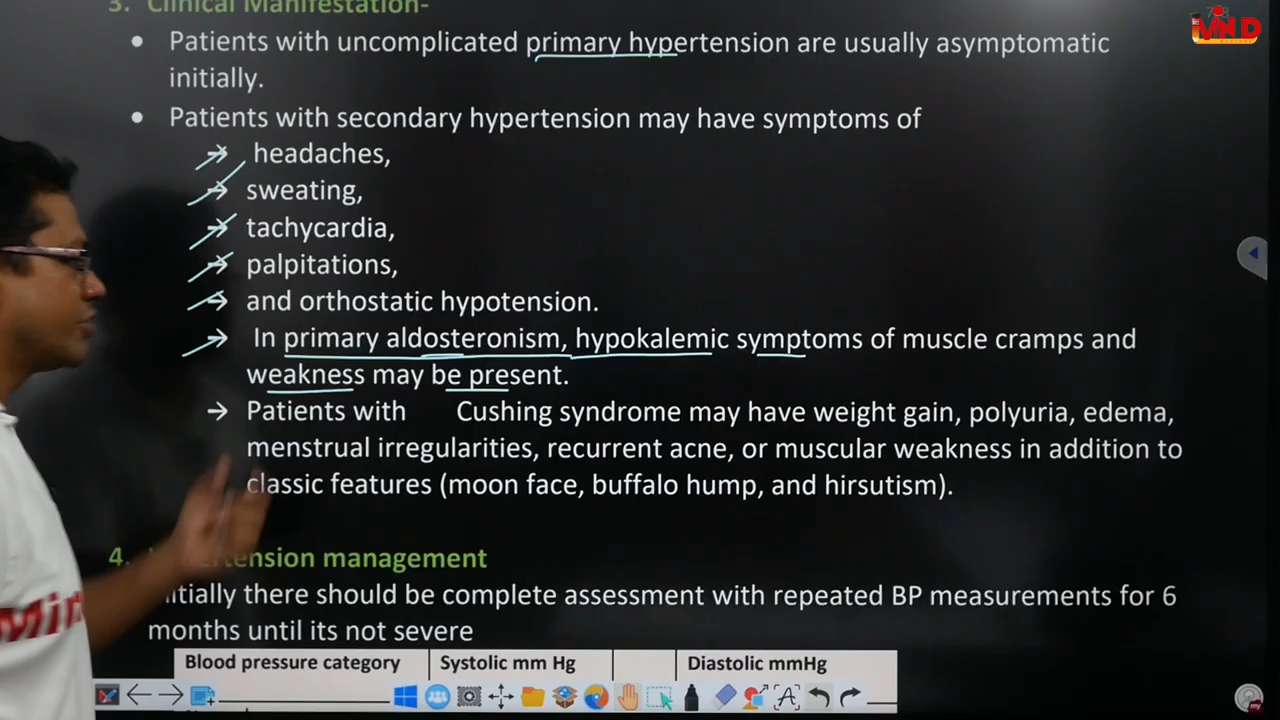 3. Clinical Manifestation-
• Patients with uncomplicated primary hypertension are usually asymptomatic
initially.
• Patients with secondary hypertension may have symptoms of
→ headaches,
→ sweating,
→ tachycardia,
→ palpitations,
→ and orthostatic hypotension.
→ In primary aldosteronism, hypokalemic symptoms of muscle cramps and
weakness may be present.
→ Patients with Cushing syndrome may have weight gain, polyuria, edema,
menstrual irregularities, recurrent acne, or muscular weakness in addition to
classic features (moon face, buffalo hump, and hirsutism).
4. management
there should be complete assessment with repeated BP measurements for 6
months until its not severe
Blood pressure category Systolic mm Hg Diastolic mmHg